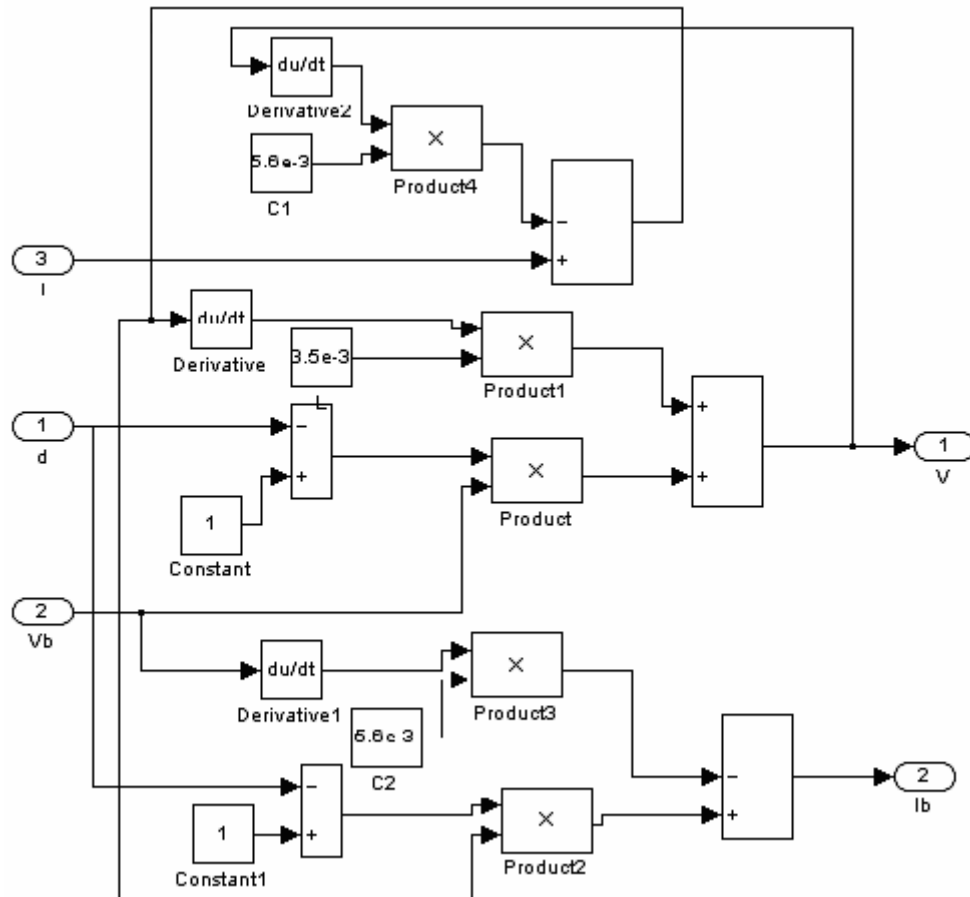 du/dt
Derivative2
5.6e-3
C1
×
Product4
−
+
3
I
du/dt
Derivative
3.5e-3
L
×
Product1
+
+
1
d
−
+
1
Constant
×
Product
1
V
2
Vb
du/dt
Derivative1
×
Product3
5.6e-3
C2
−
+
1
Constant1
×
Product2
−
+
2
Ib